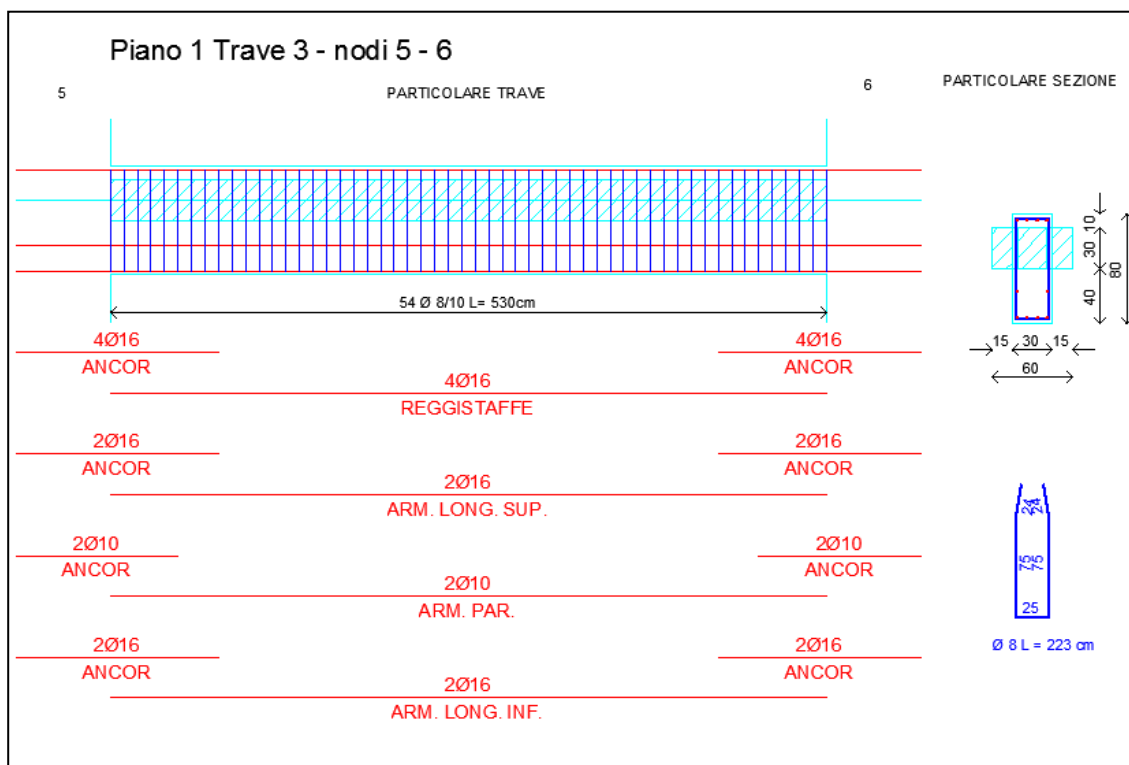 Piano 1 Trave 3 - nodi 5 - 6
5
PARTICOLARE TRAVE
6
PARTICOLARE SEZIONE
10
30
80
40
54 Ø 8/10 L= 530cm
15 30 15
60
4Ø16
4Ø16
ANCOR
ANCOR
4Ø16
REGGISTAFFE
2Ø16
2Ø16
ANCOR
ANCOR
2Ø16
ARM. LONG. SUP.
24
24
2Ø10
2Ø10
ANCOR
ANCOR
75
75
2Ø10
ARM. PAR.
25
2Ø16
2Ø16
Ø 8 L = 223 cm
ANCOR
ANCOR
2Ø16
ARM. LONG. INF.